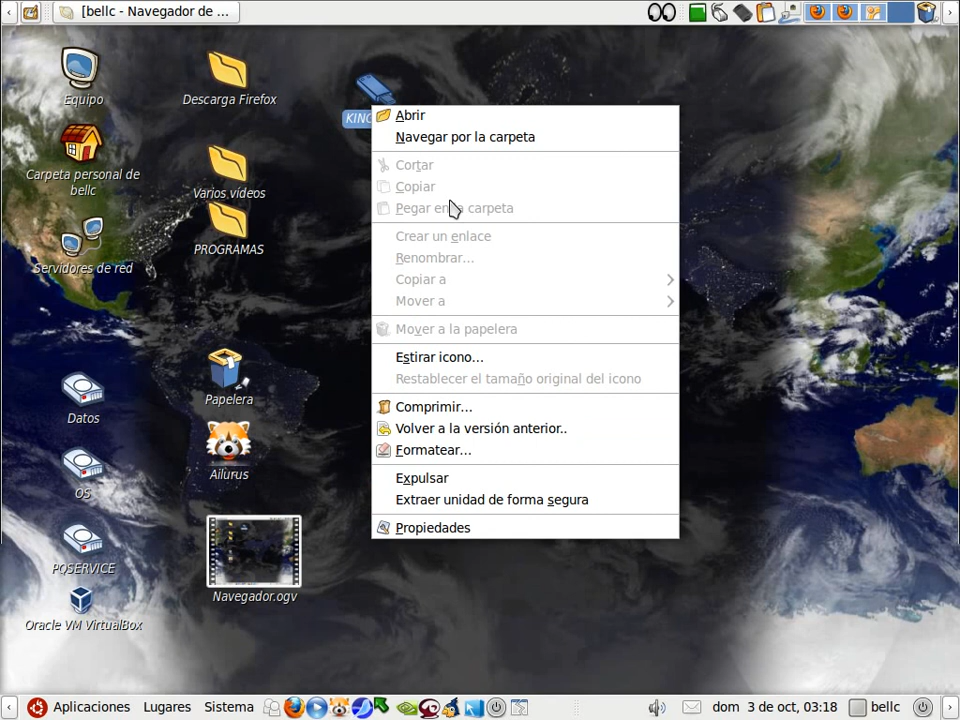 [bellc - Navegador de ...
Equipo
Descarga Firefox
Carpeta personal de
bellc
Varios vídeos
PROGRAMAS
Servidores de red
Datos
Papelera
OS
Ailurus
PQSERVICE
Navegador.ogv
Oracle VM VirtualBox
Abrir
Navegar por la carpeta
Cortar
Copiar
Pegar en carpeta
Crear un enlace
Renombrar...
Copiar a
Mover a
Mover a la papelera
Estirar icono...
Restablecer el tamaño original del icono
Comprimir...
Volver a la versión anterior..
Formatear...
Expulsar
Extraer unidad de forma segura
Propiedades
Aplicaciones Lugares Sistema
dom 3 de oct, 03:18
bellc